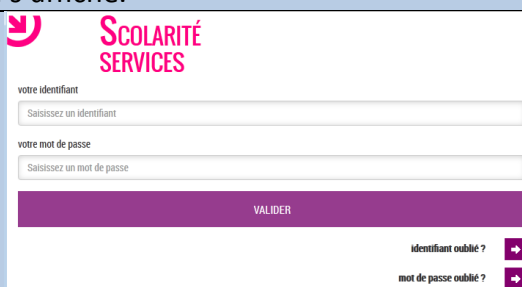 s'affiche.
SCOLARITÉ
SERVICES
votre identifiant
Saisissez un identifiant
votre mot de passe
Saisissez un mot de passe
VALIDER
identifiant oublié ?
mot de passe oublié ?